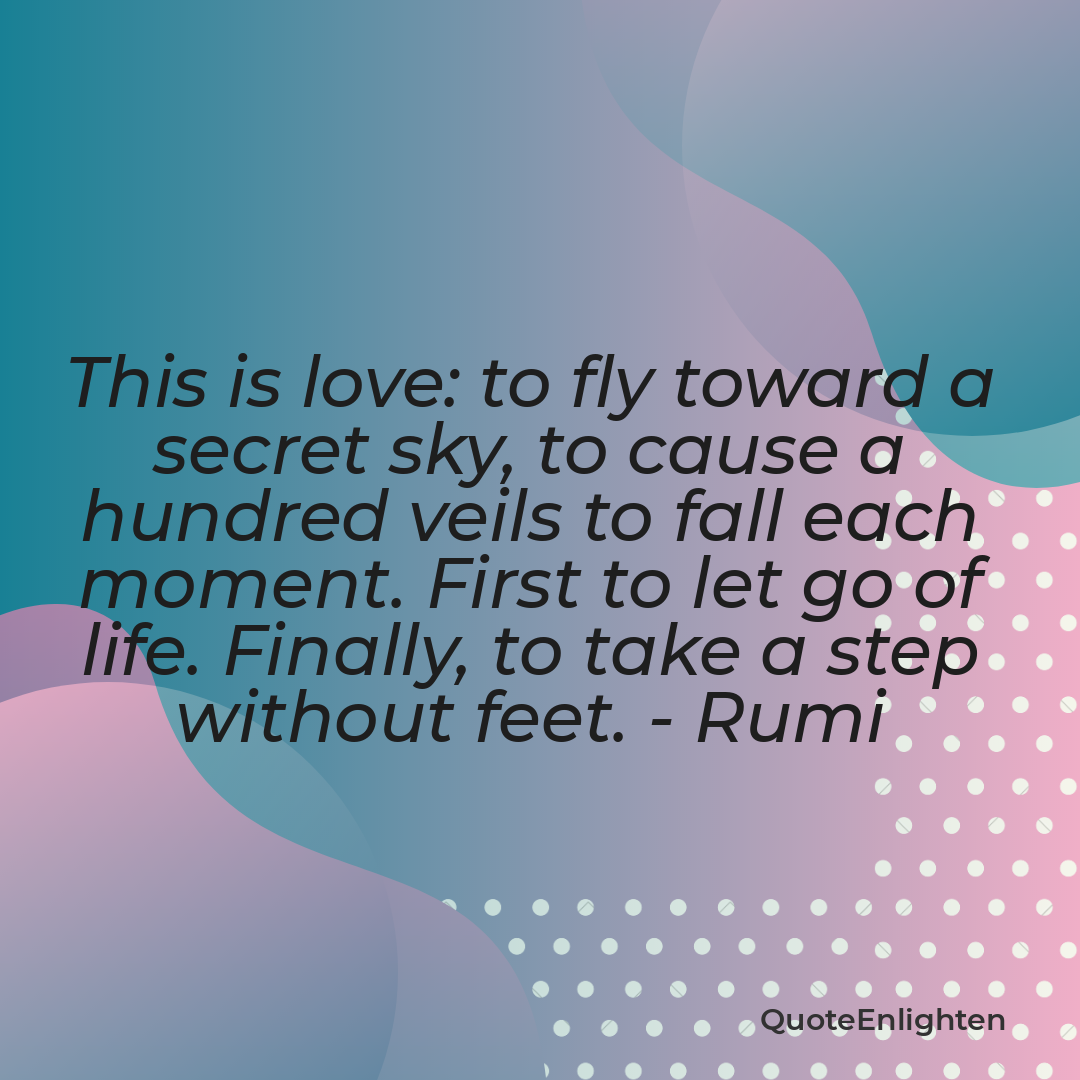 This is love: to fly toward a
secret sky, to cause a
hundred veils to fall each
moment. First to let go of
life. Finally, to take a step
without feet. - Rumi
QuoteEnlighten